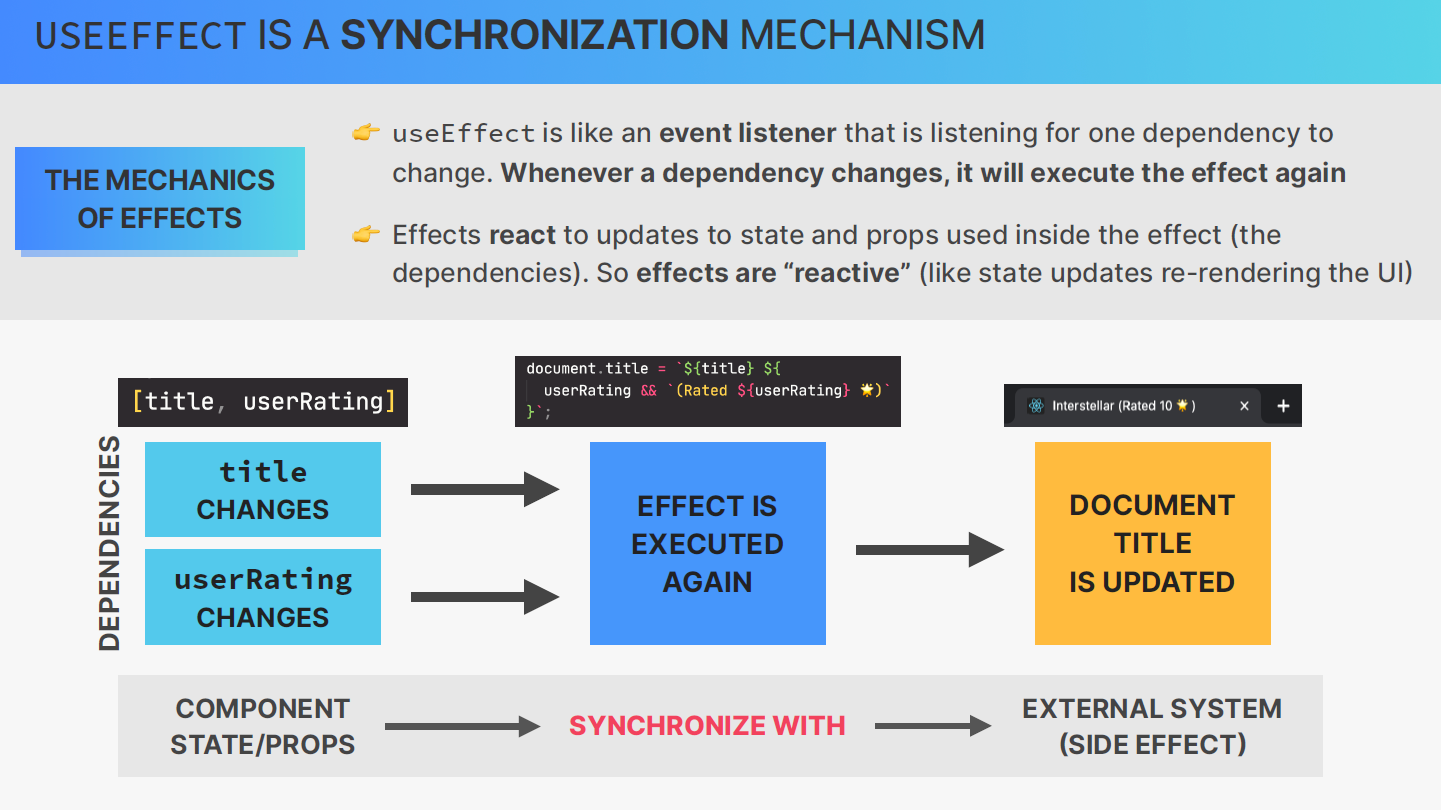 USEEFFECT IS A SYNCHRONIZATION MECHANISM
THE MECHANICS
OF EFFECTS
👉 useEffect is like an event listener that is listening for one dependency to
change. Whenever a dependency changes, it will execute the effect again
👉 Effects react to updates to state and props used inside the effect (the
dependencies). So effects are “reactive” (like state updates re-rendering the UI)
[title, userRating]
DEPENDENCIES
title
CHANGES
userRating
CHANGES
document.title = `${title} ${
userRating && `(Rated ${userRating} 🌟)`
}`;
EFFECT IS
EXECUTED
AGAIN
Interstellar (Rated 10 🌟 )
DOCUMENT
TITLE
IS UPDATED
COMPONENT
STATE/PROPS
SYNCHRONIZE WITH
EXTERNAL SYSTEM
(SIDE EFFECT)